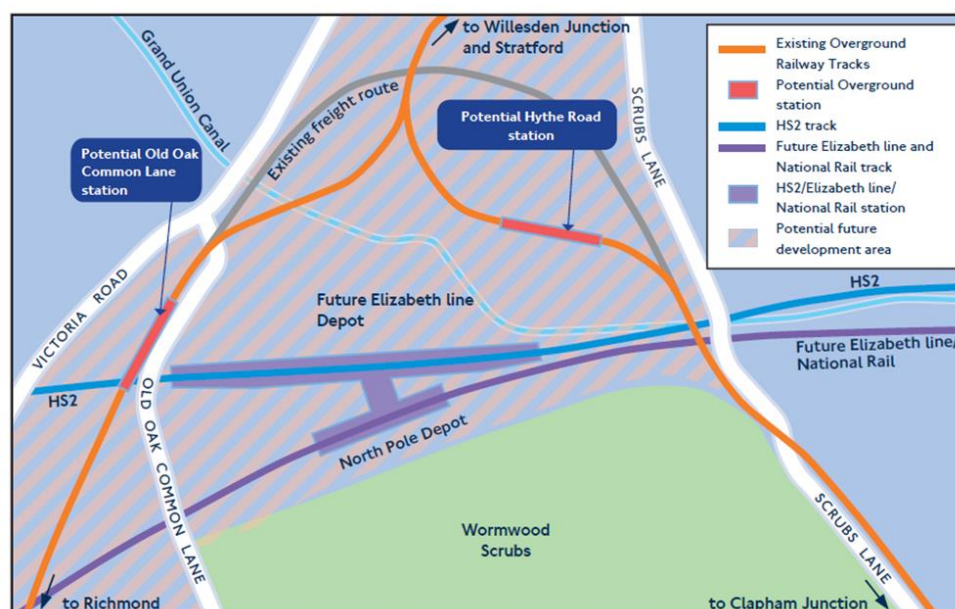 to Willesden Junction
and Stratford
Grand Union Canal
Existing freight route
SCRUBS LANE
Potential Old Oak
Common Lane
station
Potential Hythe Road
station
Existing Overground
Railway Tracks
Potential Overground
station
HS2 track
Future Elizabeth line and
National Rail track
HS2/Elizabeth line/
National Rail station
Potential future
development area
VICTORIA ROAD
Future Elizabeth line
Depot
HS2
HS2
Future Elizabeth line/
National Rail
OLD OAK COMMON LANE
North Pole Depot
Wormwood
Scrubs
SCRUBS LANE
to Richmond
to Clapham Junction